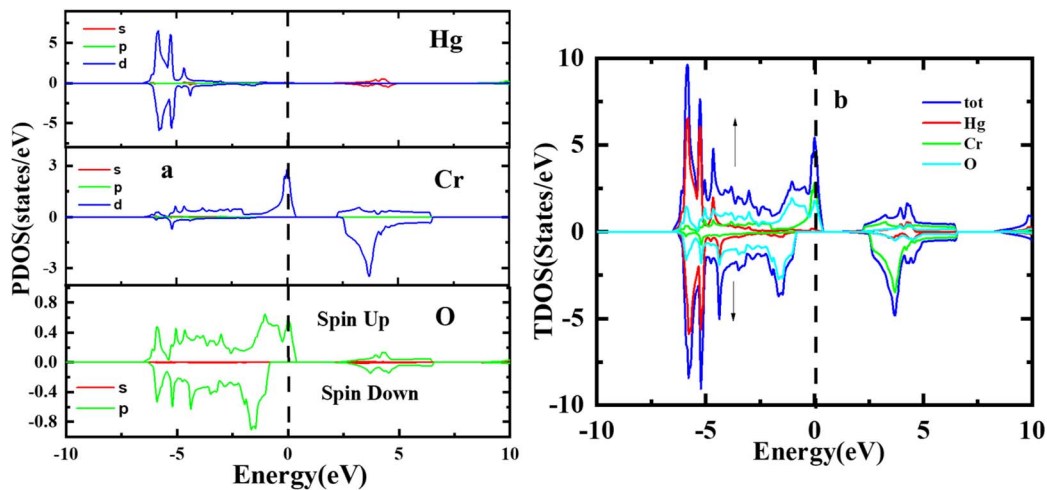 Hg
s
p
d
5
0
-5
a
Cr
s
p
d
3
0
-3
PDOS(states/eV)
O
Spin Up
Spin Down
s
p
0.8
0.4
0.0
-0.4
-0.8
-10 -5 0 5 10
Energy(eV)
b
tot
Hg
Cr
O
10
5
0
-5
-10
TDOS(States/eV)
-10 -5 0 5 10
Energy(eV)